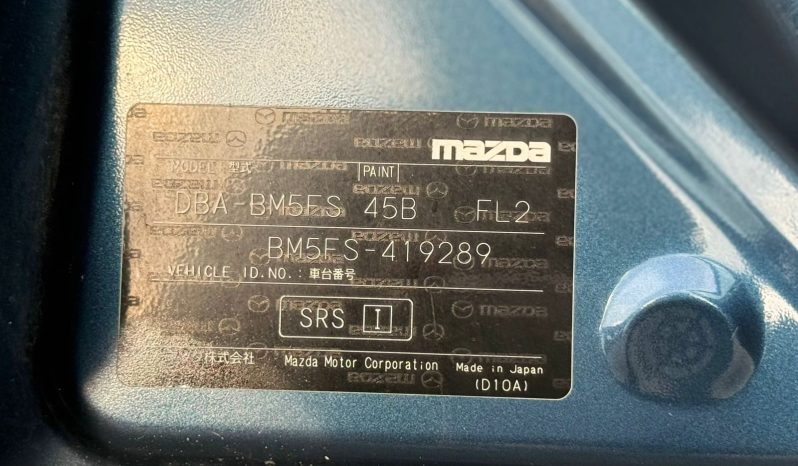 mazda
MODEL 型式 PAINT
DBA-BM5FS 45B FL2
BM5FS-419289
VEHICLE ID.NO.: 車台番号
SRS I
株式会社 Mazda Motor Corporation Made in Japan
(D10A)